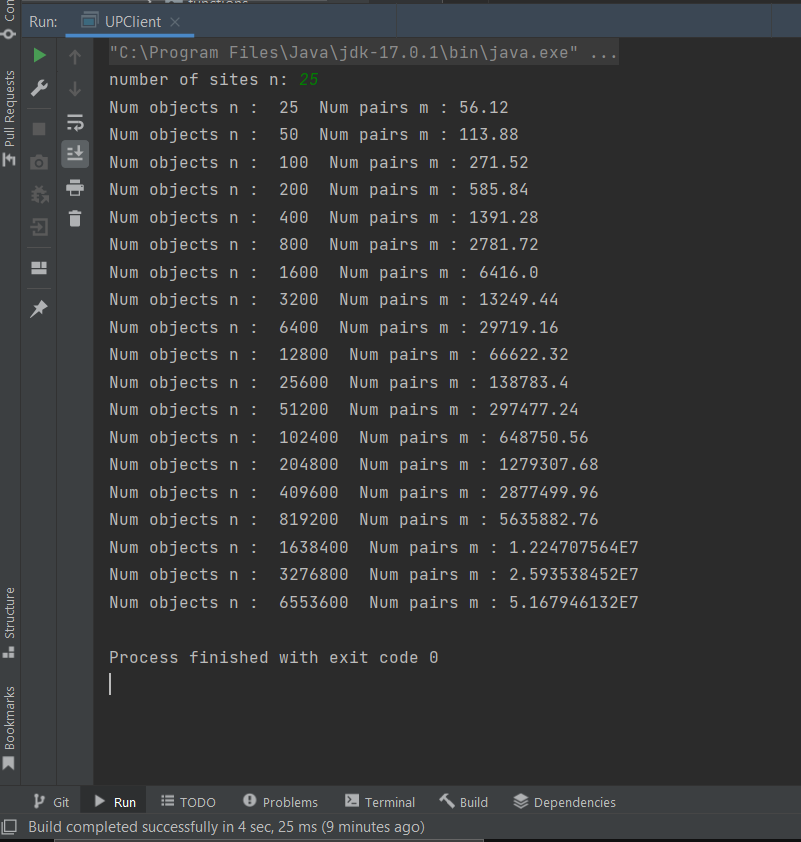 Run: UPClient
"C:\Program Files\Java\jdk-17.0.1\bin\java.exe" ...
number of sites n: 25
Num objects n :  25  Num pairs m : 56.12
Num objects n :  50  Num pairs m : 113.88
Num objects n :  100  Num pairs m : 271.52
Num objects n :  200  Num pairs m : 585.84
Num objects n :  400  Num pairs m : 1391.28
Num objects n :  800  Num pairs m : 2781.72
Num objects n :  1600  Num pairs m : 6416.0
Num objects n :  3200  Num pairs m : 13249.44
Num objects n :  6400  Num pairs m : 29719.16
Num objects n :  12800  Num pairs m : 66622.32
Num objects n :  25600  Num pairs m : 138783.4
Num objects n :  51200  Num pairs m : 297477.24
Num objects n :  102400  Num pairs m : 648750.56
Num objects n :  204800  Num pairs m : 1279307.68
Num objects n :  409600  Num pairs m : 2877499.96
Num objects n :  819200  Num pairs m : 5635882.76
Num objects n :  1638400  Num pairs m : 1.224707564E7
Num objects n :  3276800  Num pairs m : 2.593538452E7
Num objects n :  6553600  Num pairs m : 5.167946132E7
Process finished with exit code 0
Pull Requests
Structure
Bookmarks
Git Run TODO Problems Terminal Build Dependencies
Build completed successfully in 4 sec, 25 ms (9 minutes ago)